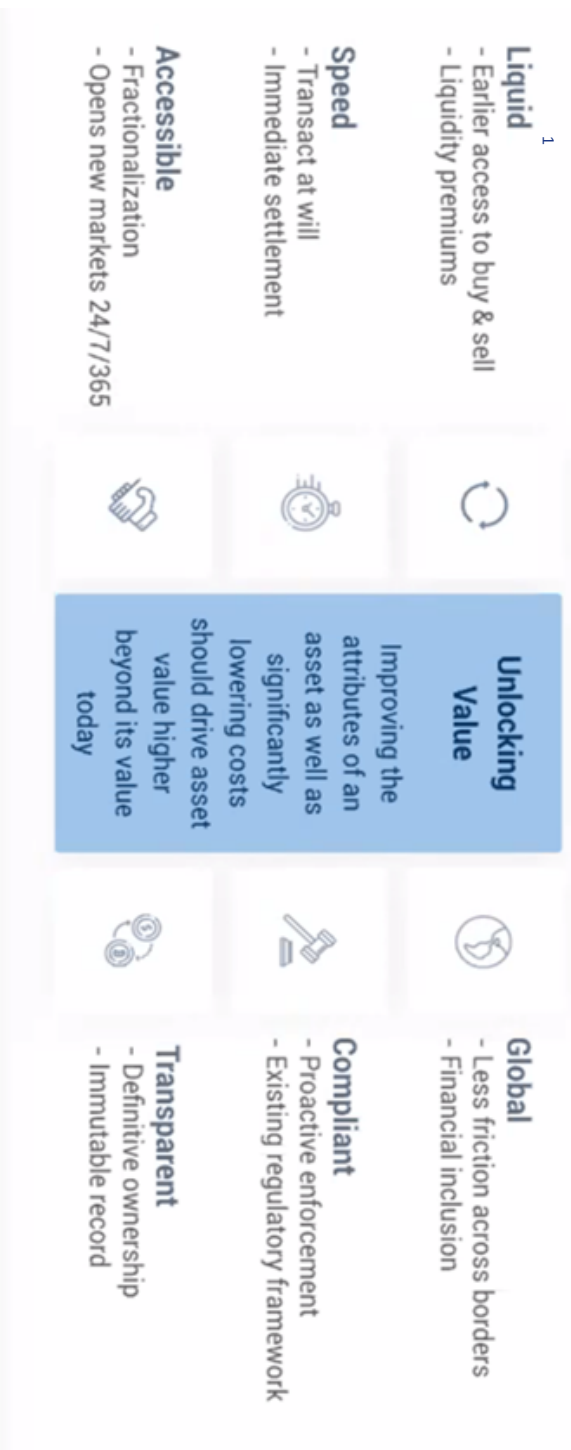 Liquid
1
- Earlier access to buy & sell
- Liquidity premiums
Speed
- Transact at will
- Immediate settlement
Accessible
- Fractionalization
- Opens new markets 24/7/365
Unlocking
Value
Improving the
attributes of an
asset as well as
significantly
lowering costs
should drive asset
value higher
beyond its value
today
Global
- Less friction across borders
- Financial inclusion
Compliant
- Proactive enforcement
- Existing regulatory framework
Transparent
- Definitive ownership
- Immutable record